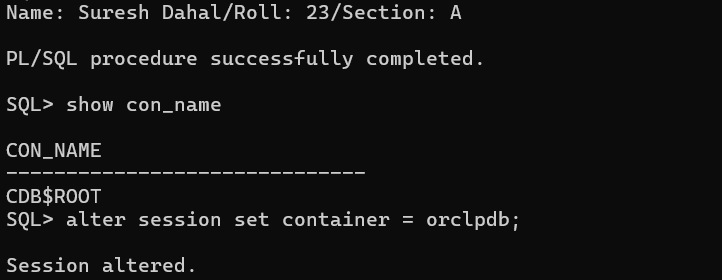 Name: Suresh Dahal/Roll: 23/Section: A
PL/SQL procedure successfully completed.
SQL> show con_name
CON_NAME
------------------------------
CDB$ROOT
SQL> alter session set container = orclpdb;
Session altered.